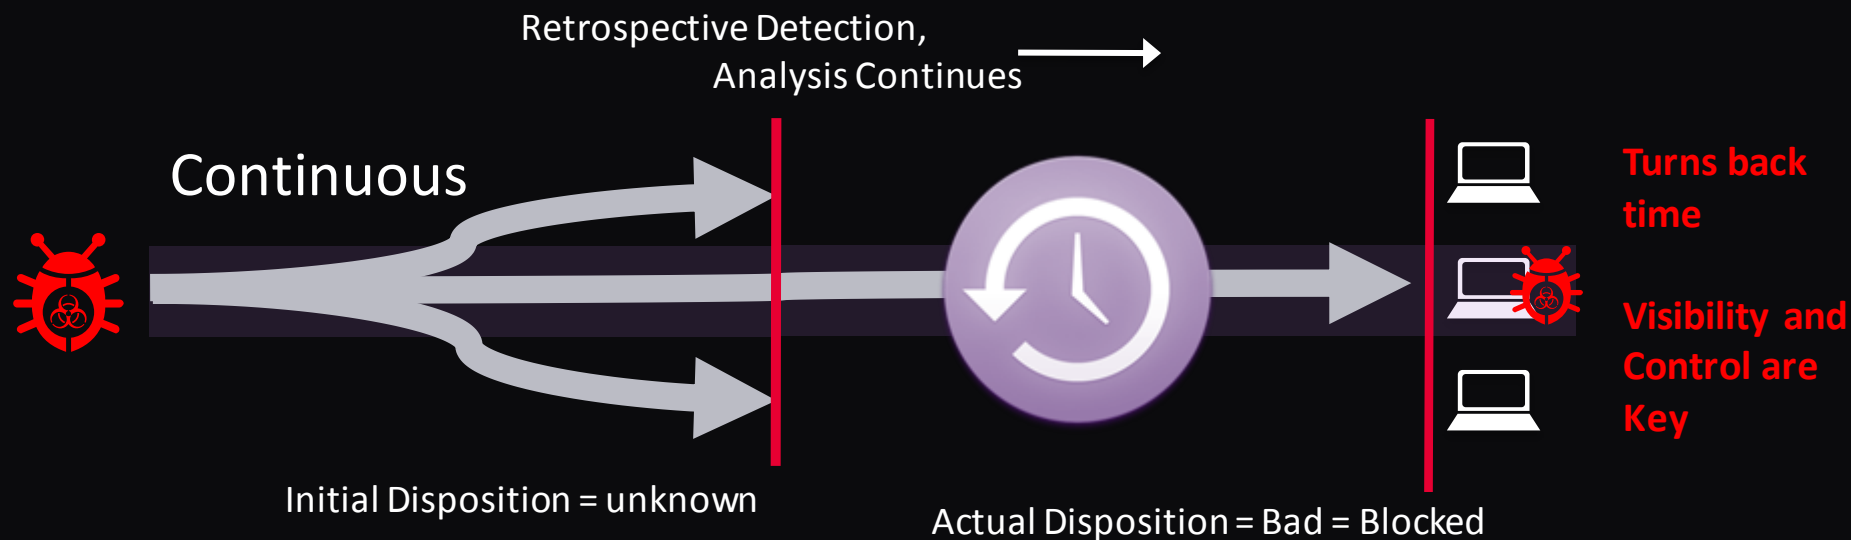 Retrospective Detection,
Analysis Continues
Continuous
Turns back
time
Visibility and
Control are
Key
Initial Disposition = unknown
Actual Disposition = Bad = Blocked